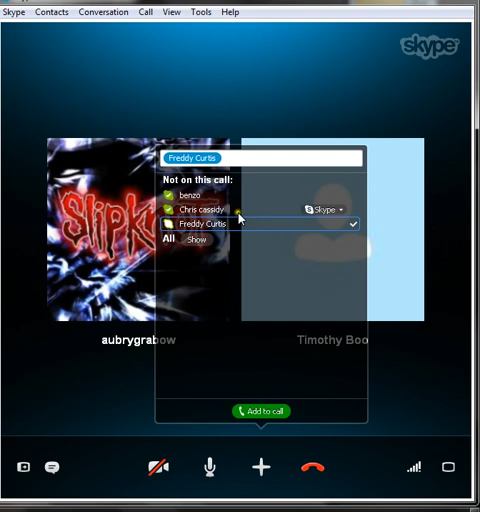 Skype Contacts Conversation Call View Tools Help
skype
Freddy Curtis
Not on this call:
benzo
Chris cassidy Skype
Freddy Curtis
All Show
Slipknot
aubrygrabow Timothy Boo
Add to call